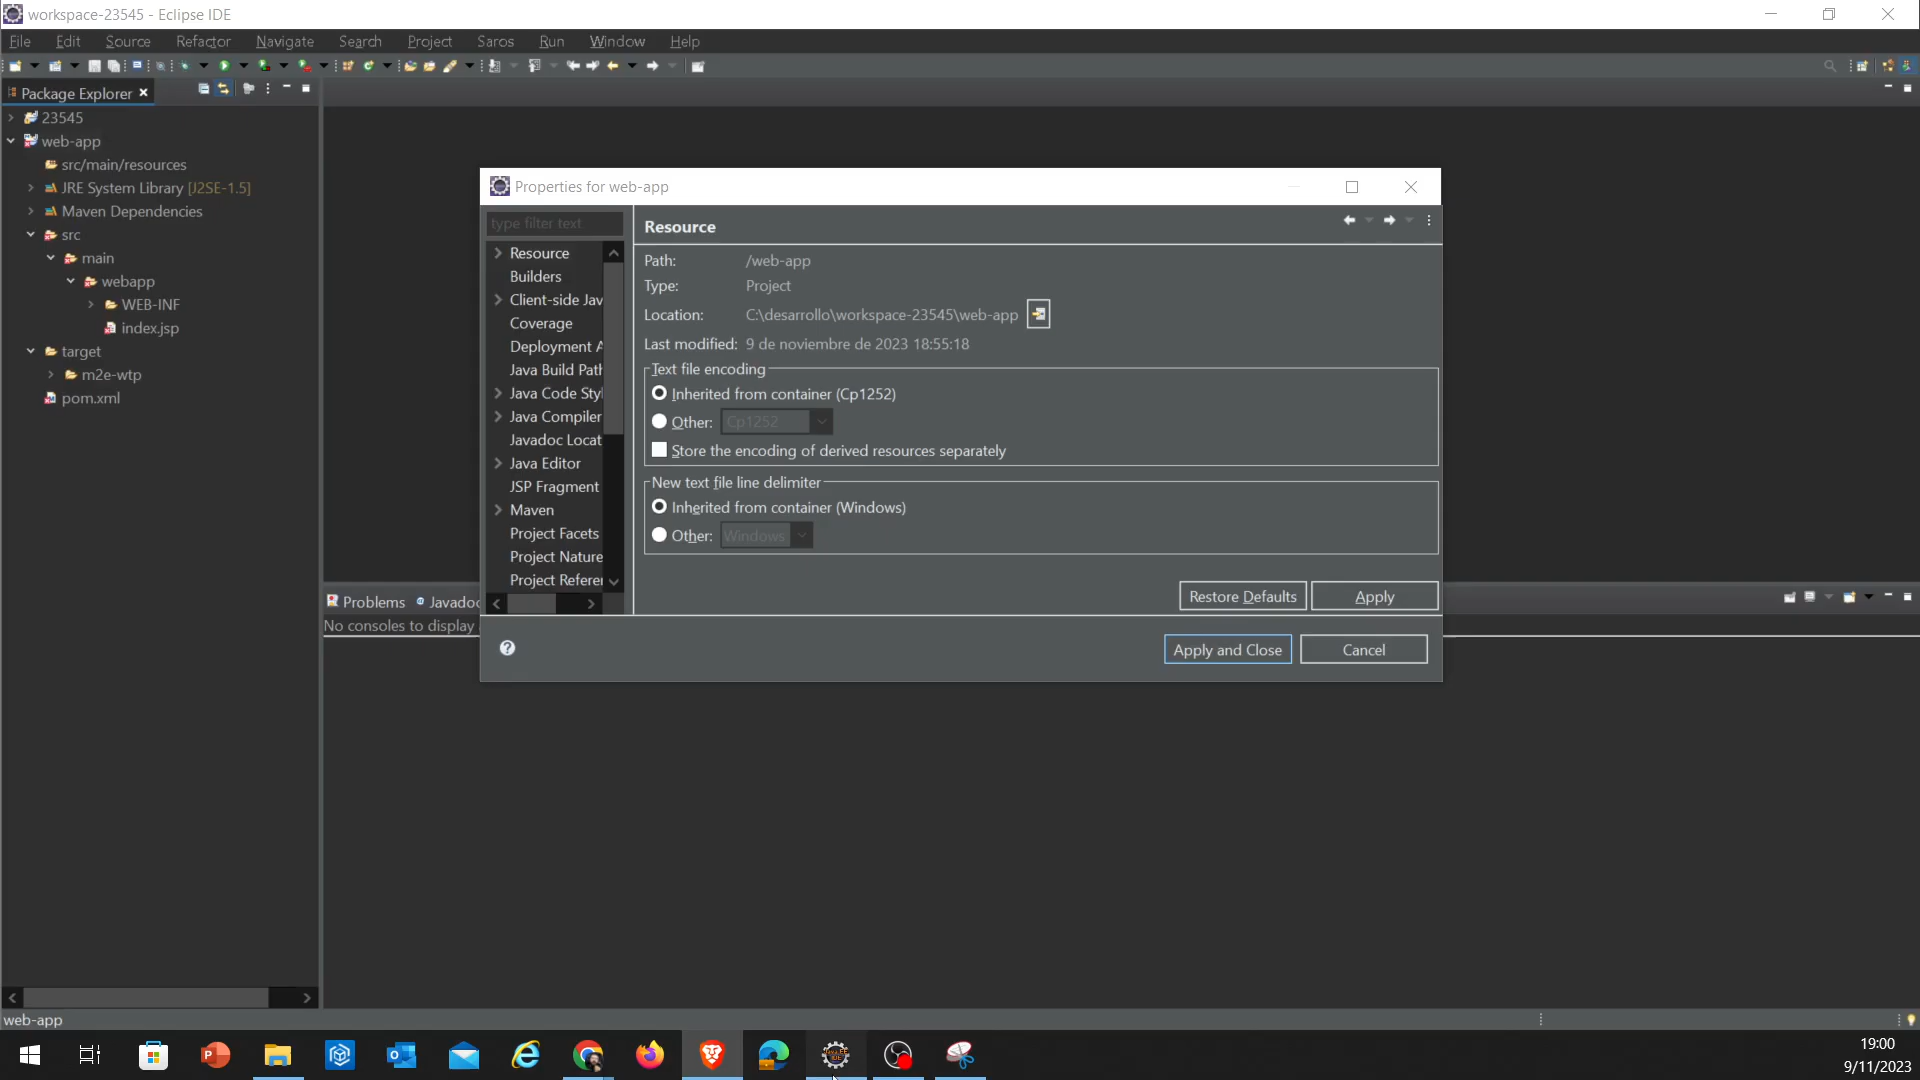 workspace-23545 - Eclipse IDE
File Edit Source Refactor Navigate Search Project Saros Run Window Help
Package Explorer
23545
web-app
src/main/resources
JRE System Library [J2SE-1.5]
Maven Dependencies
src
main
webapp
WEB-INF
index.jsp
target
m2e-wtp
pom.xml
Properties for web-app
type filter text
Resource
Builders
Client-side Jav
Coverage
Deployment A
Java Build Path
Java Code Sty
Java Compiler
Javadoc Locat
Java Editor
JSP Fragment
Maven
Project Facets
Project Nature
Project Referen
Resource
Path: /web-app
Type: Project
Location: C:\desarrollo\workspace-23545\web-app
Last modified: 9 de noviembre de 2023 18:55:18
Text file encoding
Inherited from container (Cp1252)
Other: Cp1252
Store the encoding of derived resources separately
New text file line delimiter
Inherited from container (Windows)
Other: Windows
Restore Defaults Apply
Apply and Close Cancel
Problems Javadoc
No consoles to display
web-app
19:00
9/11/2023